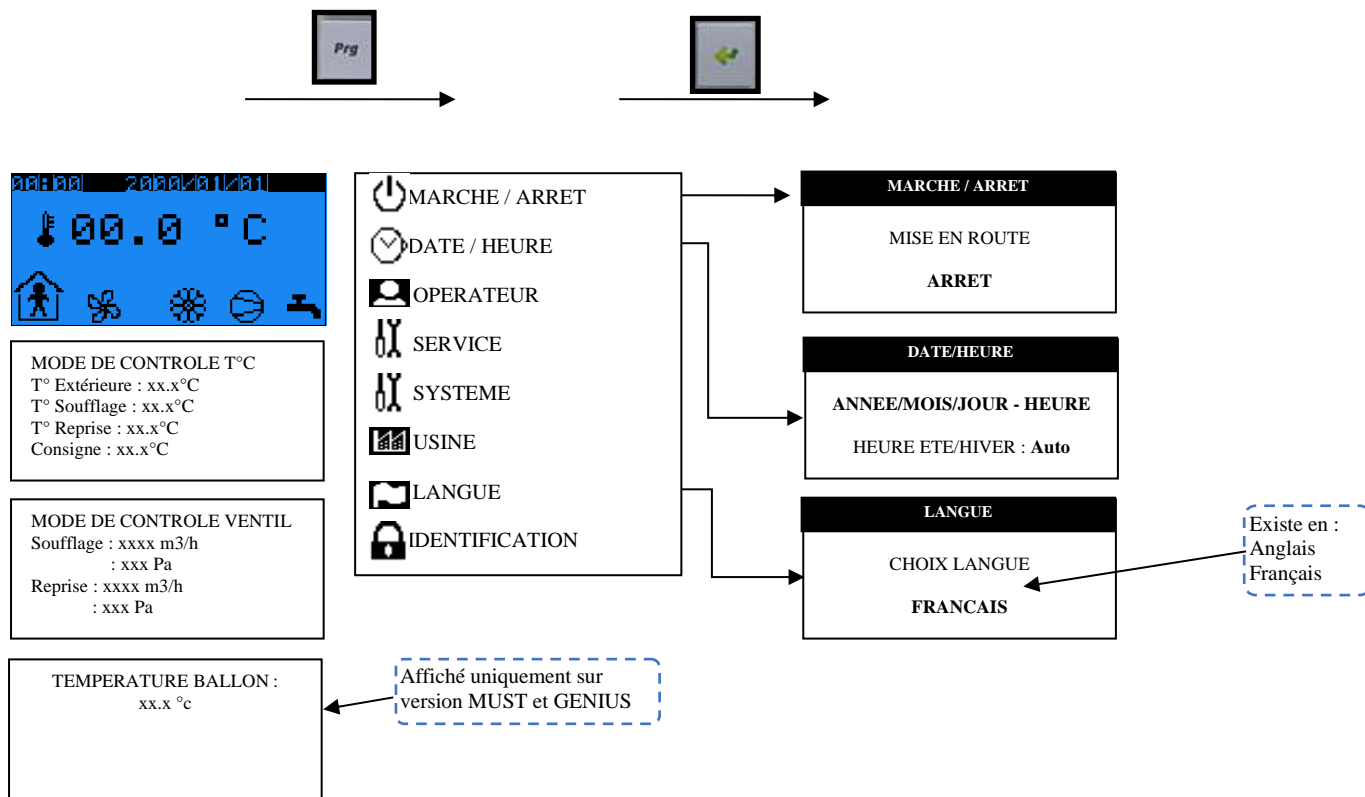 Prg
00:00 2000/01/01
00.0 °C
MODE DE CONTROLE T°C
T° Extérieure : xx.x°C
T° Soufflage : xx.x°C
T° Reprise : xx.x°C
Consigne : xx.x°C
MODE DE CONTROLE VENTIL
Soufflage : xxxx m3/h
: xxx Pa
Reprise : xxxx m3/h
: xxx Pa
TEMPERATURE BALLON :
xx.x °c
Affiché uniquement sur
version MUST et GENIUS
MARCHE / ARRET
DATE / HEURE
OPERATEUR
SERVICE
SYSTEME
USINE
LANGUE
IDENTIFICATION
MARCHE / ARRET
MISE EN ROUTE
ARRET
DATE/HEURE
ANNEE/MOIS/JOUR - HEURE
HEURE ETE/HIVER : Auto
LANGUE
CHOIX LANGUE
FRANCAIS
Existe en :
Anglais
Français